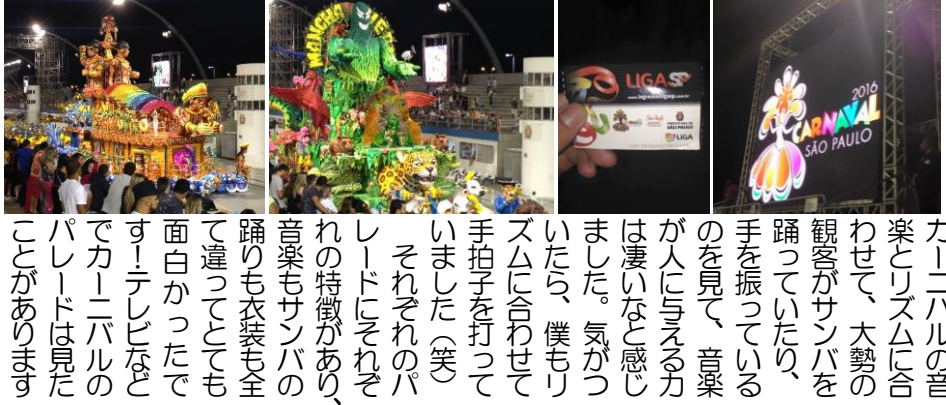 MANCHA
LIGASP
SÃO PAULO
LIGA
2016
CARNAVAL
SÃO PAULO
カーニバルの音
楽とリズムに合
わせて、大勢の
観客がサンバを
踊っていたり、
手を振っている
のを見て、音楽
が人に与える力
は凄いなと感じ
ました。気がつ
いたら、僕もリ
ズムに合わせて
手拍子を打って
いました（笑）
それぞれのパ
レードにそれぞ
れの特徴があり、
音楽もサンバの
踊りも衣装も全
て違ってとても
面白かったで
す！テレビなど
でカーニバルの
パレードは見た
ことがあります